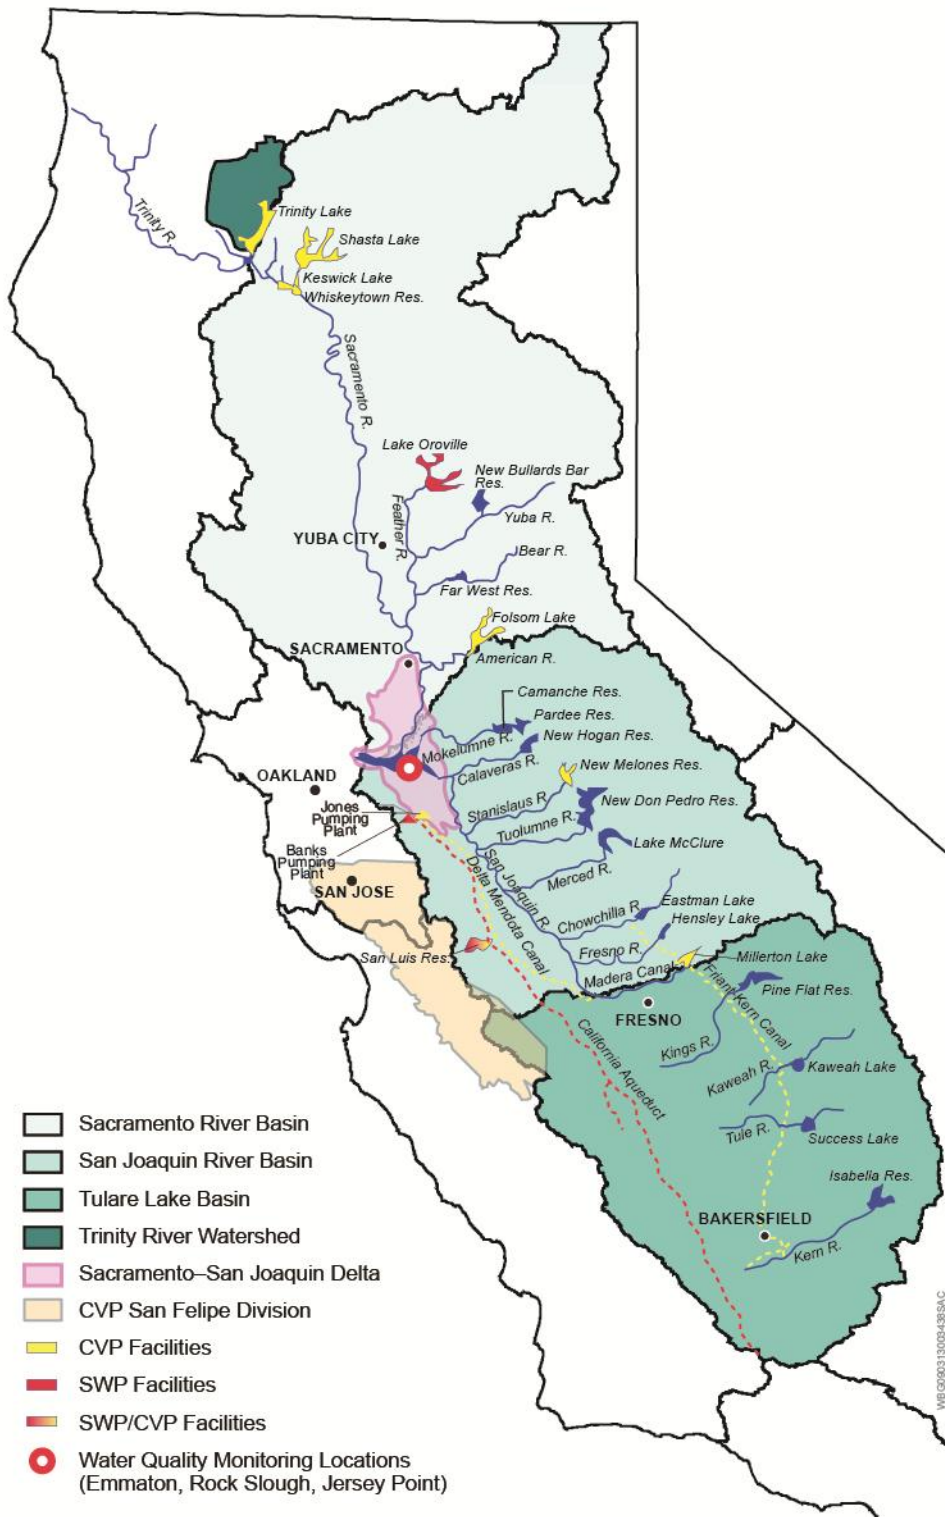 Trinity R.
Trinity Lake
Shasta Lake
Keswick Lake
Whiskeytown Res.
Sacramento R.
Lake Oroville
New Bullards Bar
Res.
Feather R.
Yuba R.
YUBA CITY
Bear R.
Far West Res.
Folsom Lake
SACRAMENTO
American R.
Camanche Res.
Pardee Res.
Mokelumne R.
New Hogan Res.
Calaveras R.
OAKLAND
New Melones Res.
Jones
Pumping
Plant
Stanislaus R.
New Don Pedro Res.
Tuolumne R.
Banks
Pumping
Plant
Lake McClure
SAN JOSE
San Joaquin R.
Merced R.
Delta Mendota Canal
Eastman Lake
Chowchilla R.
Hensley Lake
San Luis Res.
Fresno R.
Madera Canal
Millerton Lake
Friant-Kern Canal
Pine Flat Res.
FRESNO
California Aqueduct
Kings R.
Kaweah R.
Kaweah Lake
Tule R.
Success Lake
Isabella Res.
BAKERSFIELD
Kern R.
Sacramento River Basin
San Joaquin River Basin
Tulare Lake Basin
Trinity River Watershed
Sacramento–San Joaquin Delta
CVP San Felipe Division
CVP Facilities
SWP Facilities
SWP/CVP Facilities
Water Quality Monitoring Locations
(Emmaton, Rock Slough, Jersey Point)
WBG090313003438SAC